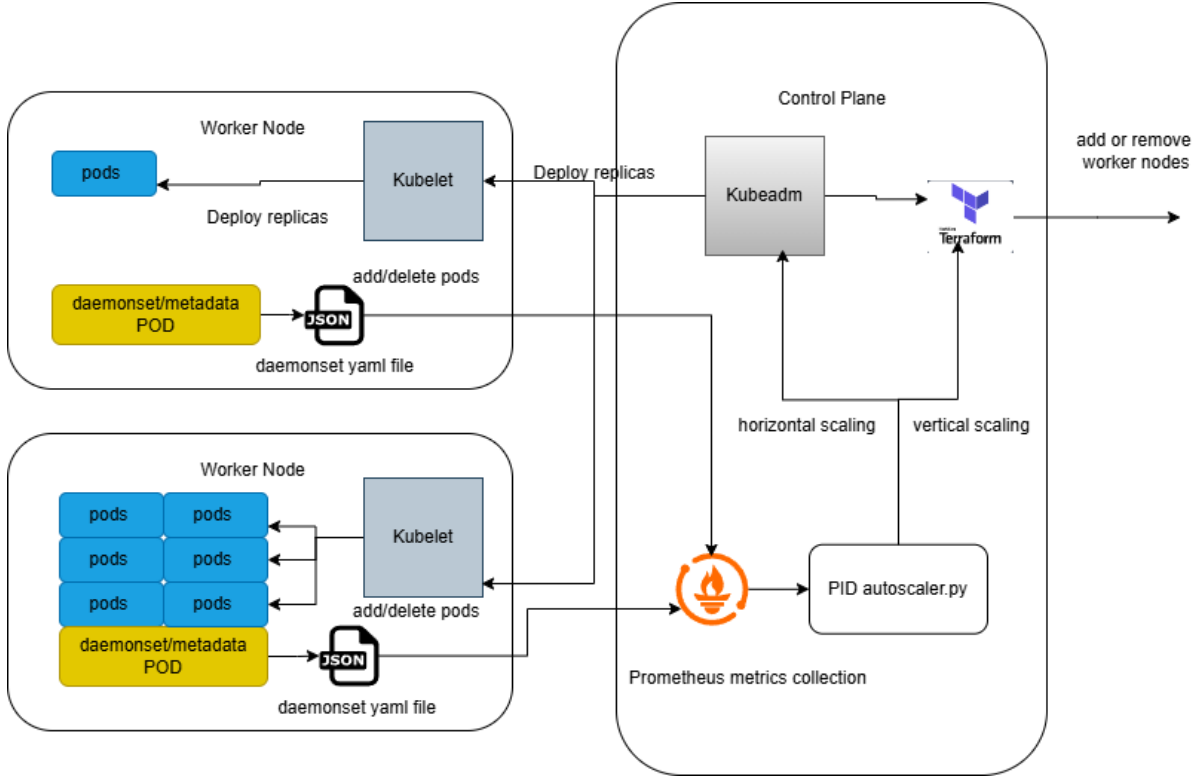 Control Plane
Worker Node
pods
Kubelet
Deploy replicas
Deploy replicas
Kubeadm
add or remove
worker nodes
Terraform
add/delete pods
daemonset/metadata
POD
JSON
daemonset yaml file
horizontal scaling
vertical scaling
Worker Node
pods
pods
pods
pods
pods
pods
Kubelet
add/delete pods
daemonset/metadata
POD
JSON
daemonset yaml file
PID autoscaler.py
Prometheus metrics collection